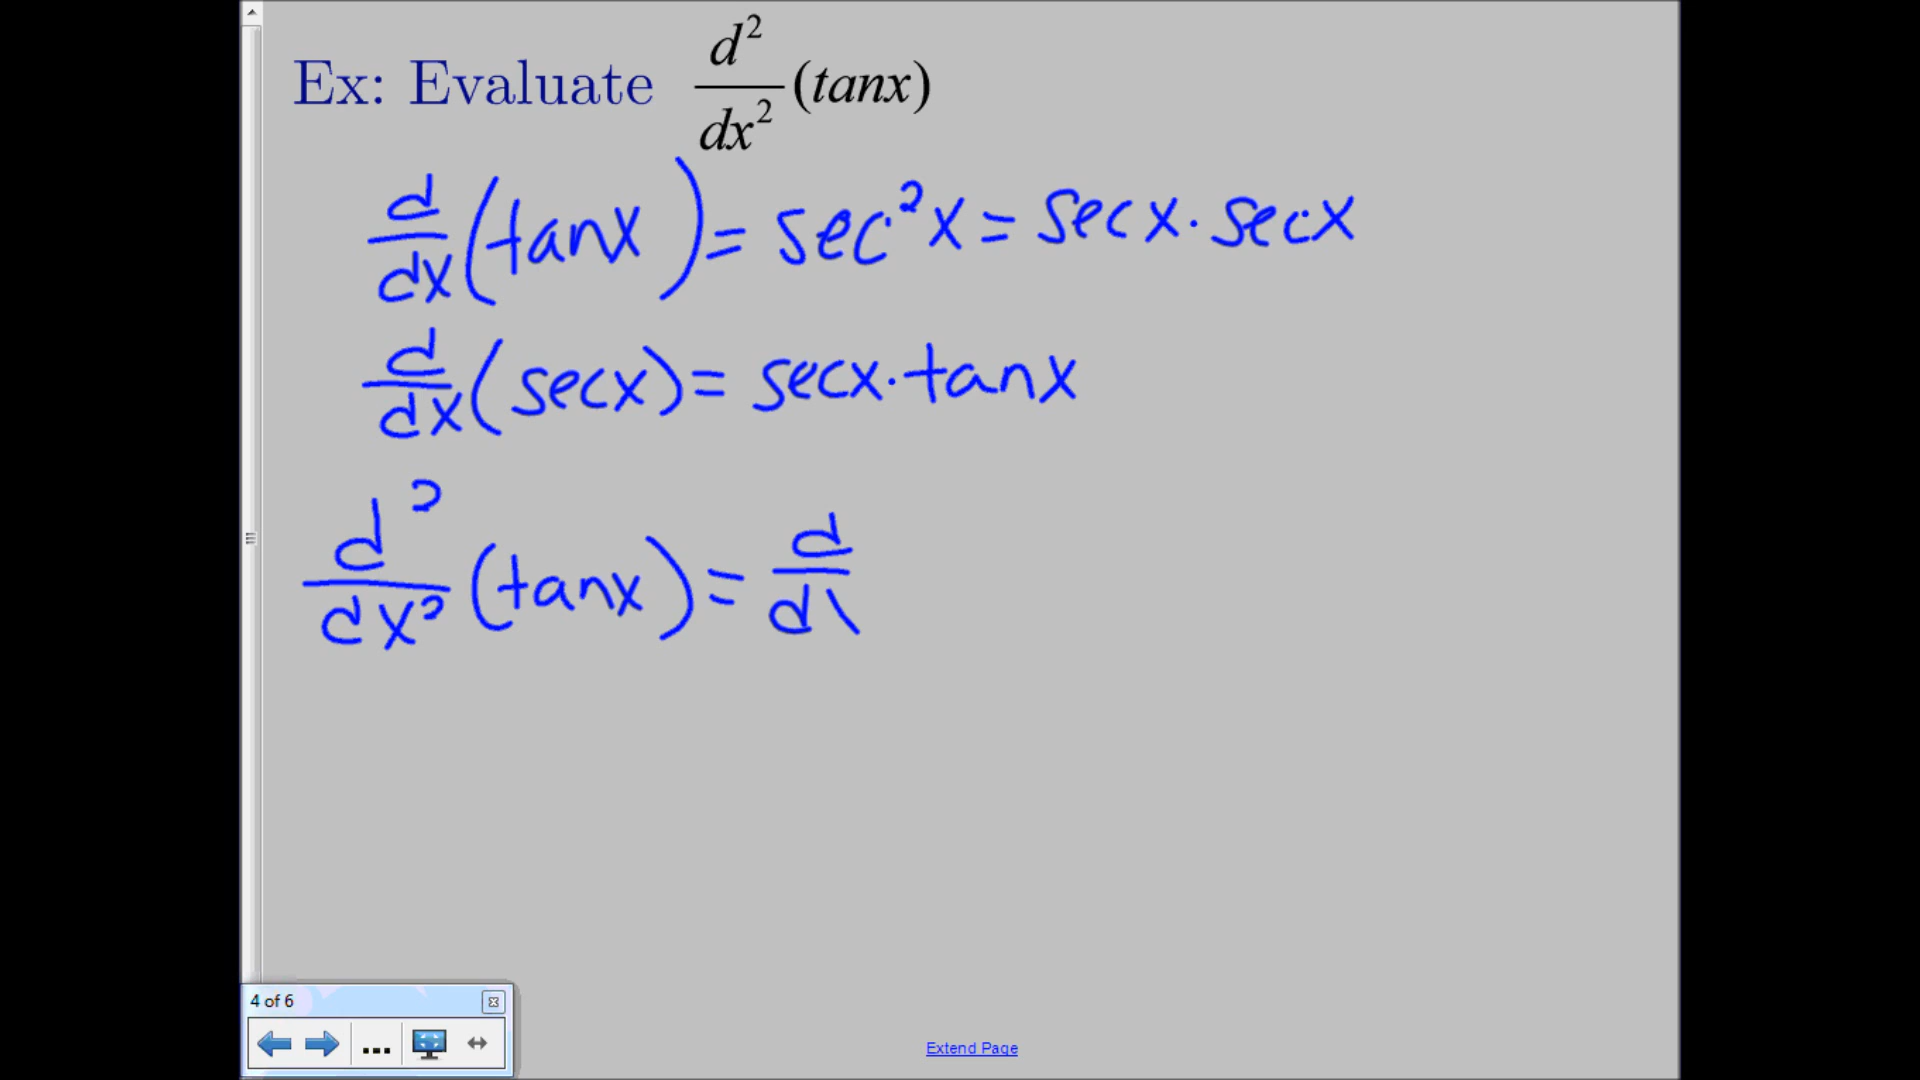 Ex: Evaluate d²/dx² (tanx)
d/dx (tanx) = sec²x = secx · secx
d/dx (secx) = secx · tanx
d²/dx² (tanx) = d/d\
4 of 6
...
Extend Page